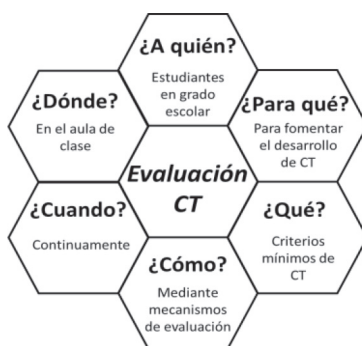 ¿A quién?
Estudiantes
en grado
escolar
¿Dónde?
En el aula de
clase
¿Para qué?
Para fomentar
el desarrollo
de CT
Evaluación
CT
¿Cuando?
Continuamente
¿Qué?
Criterios
mínimos de
CT
¿Cómo?
Mediante
mecanismos
de evaluación